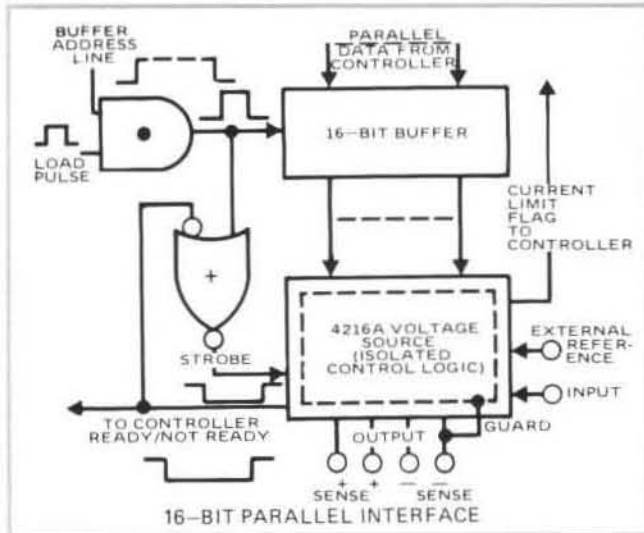 BUFFER
ADDRESS
LINE
PARALLEL
DATA FROM
CONTROLLER
16-BIT BUFFER
LOAD
PULSE
CURRENT
LIMIT
FLAG
TO
CONTROLLER
+
4216A VOLTAGE
SOURCE
(ISOLATED
CONTROL LOGIC)
EXTERNAL
REFER-
ENCE
STROBE
INPUT
TO CONTROLLER
READY/NOT READY
GUARD
OUTPUT
+ + — —
SENSE SENSE
16-BIT PARALLEL INTERFACE